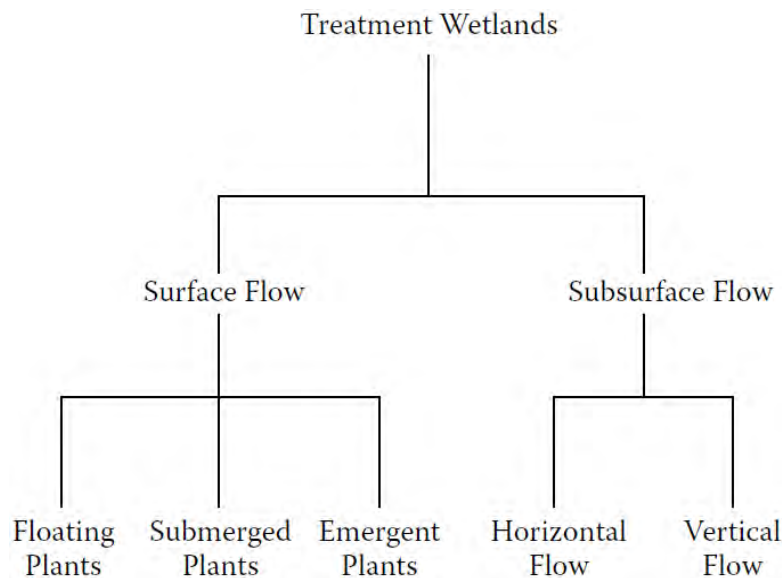 Treatment Wetlands
Surface Flow
Subsurface Flow
Floating
Plants
Submerged
Plants
Emergent
Plants
Horizontal
Flow
Vertical
Flow